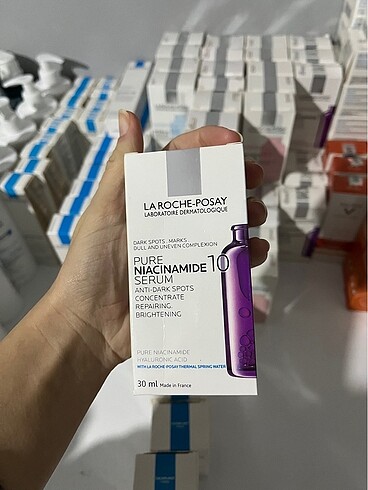 LA ROCHE-POSAY
LABORATOIRE DERMATOLOGIQUE
DARK SPOTS . MARKS
DULL AND UNEVEN COMPLEXION
PURE
NIACINAMIDE 10
SERUM
ANTI-DARK SPOTS
CONCENTRATE
REPAIRING,
BRIGHTENING
PURE NIACINAMIDE
HYALURONIC ACID
WITH LA ROCHE-POSAY THERMAL SPRING WATER
30 ml Made in France